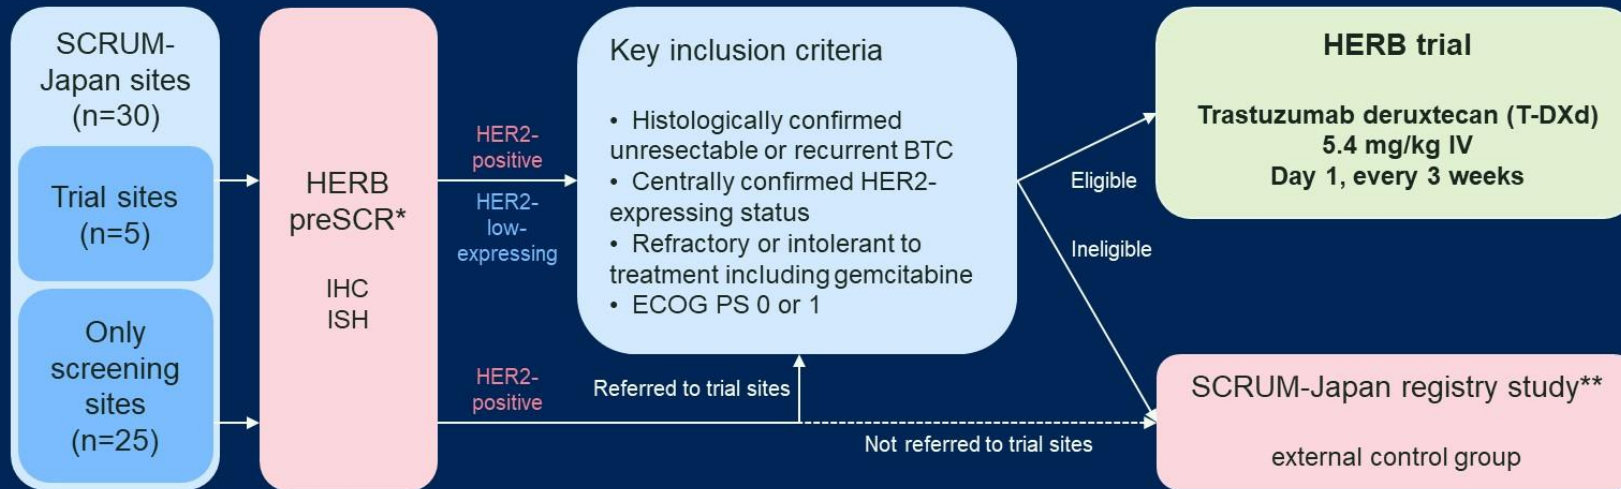 SCRUM-
Japan sites
(n=30)
Trial sites
(n=5)
Only
screening
sites
(n=25)
HERB
preSCR*
IHC
ISH
HER2-
positive
HER2-
low-
expressing
HER2-
positive
Key inclusion criteria
• Histologically confirmed
unresectable or recurrent BTC
• Centrally confirmed HER2-
expressing status
• Refractory or intolerant to
treatment including gemcitabine
• ECOG PS 0 or 1
Referred to trial sites
Not referred to trial sites
Eligible
Ineligible
HERB trial
Trastuzumab deruxtecan (T-DXd)
5.4 mg/kg IV
Day 1, every 3 weeks
SCRUM-Japan registry study**
external control group